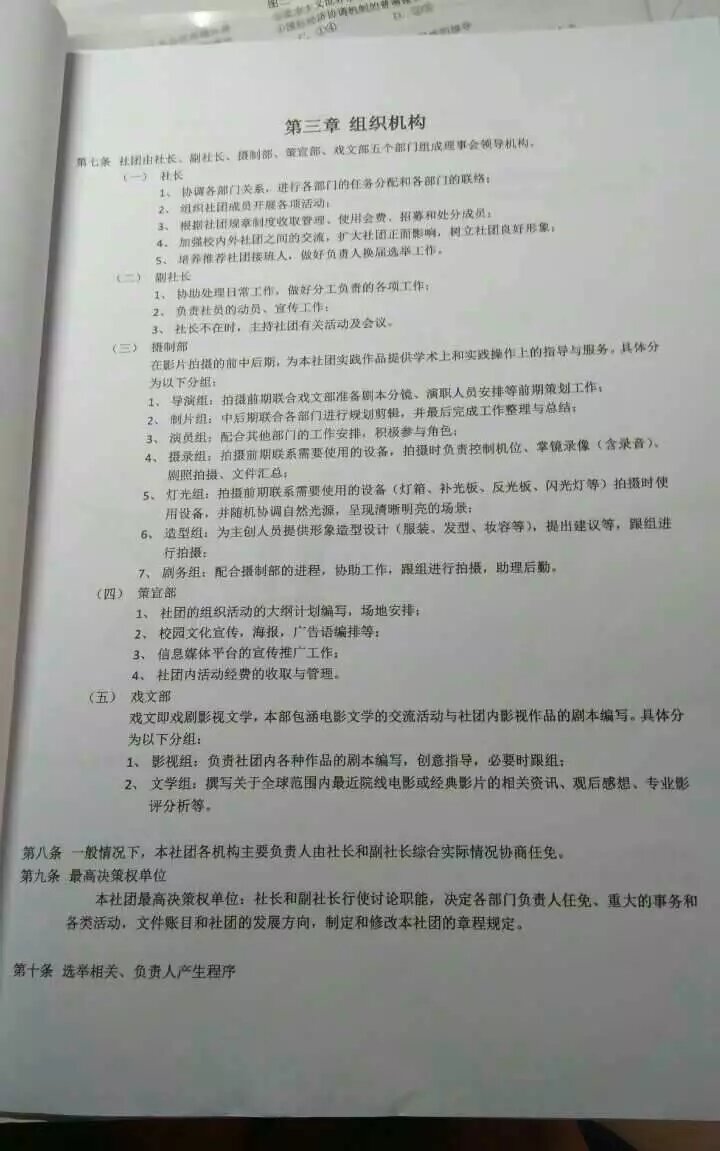 ①国际经济协调机制的普遍
C. ①④
D. ②③
第三章 组织机构
第七条 社团由社长、副社长、摄制部、策宣部、戏文部五个部门组成理事会领导机构。
（一） 社长
1、 协调各部门关系，进行各部门的任务分配和各部门的联络；
2、 组织社团成员开展各项活动；
3、 根据社团规章制度收取管理、使用会费、招募和处分成员；
4、 加强校内外社团之间的交流，扩大社团正面影响，树立社团良好形象；
5、 培养推荐社团接班人，做好负责人换届选举工作。
（二） 副社长
1、 协助处理日常工作，做好分工负责的各项工作；
2、 负责社员的动员、宣传工作；
3、 社长不在时，主持社团有关活动及会议。
（三） 摄制部
在影片拍摄的前中后期，为本社团实践作品提供学术上和实践操作上的指导与服务。具体分
为以下分组：
1、 导演组：拍摄前期联合戏文部准备剧本分镜、演职人员安排等前期策划工作；
2、 制片组：中后期联合各部门进行规划剪辑，并最后完成工作整理与总结；
3、 演员组：配合其他部门的工作安排，积极参与角色；
4、 摄录组：拍摄前期联系需要使用的设备，拍摄时负责控制机位、掌镜录像（含录音）、
剧照拍摄、文件汇总；
5、 灯光组：拍摄前期联系需要使用的设备（灯箱、补光板、反光板、闪光灯等）拍摄时使
用设备，并随机协调自然光源，呈现清晰明亮的场景；
6、 造型组：为主创人员提供形象造型设计（服装、发型、妆容等），提出建议等，跟组进
行拍摄；
7、 剧务组：配合摄制部的进程，协助工作，跟组进行拍摄，助理后勤。
（四） 策宣部
1、 社团的组织活动的大纲计划编写，场地安排；
2、 校园文化宣传，海报，广告语编排等；
3、 信息媒体平台的宣传推广工作；
4、 社团内活动经费的收取与管理。
（五） 戏文部
戏文即戏剧影视文学，本部包涵电影文学的交流活动与社团内影视作品的剧本编写。具体分
为以下分组：
1、 影视组：负责社团内各种作品的剧本编写，创意指导，必要时跟组；
2、 文学组：撰写关于全球范围内最近院线电影或经典影片的相关资讯、观后感想、专业影
评分析等。
第八条 一般情况下，本社团各机构主要负责人由社长和副社长综合实际情况协商任免。
第九条 最高决策权单位
本社团最高决策权单位：社长和副社长行使讨论职能，决定各部门负责人任免、重大的事务和
各类活动，文件账目和社团的发展方向，制定和修改本社团的章程规定。
第十条 选举相关、负责人产生程序